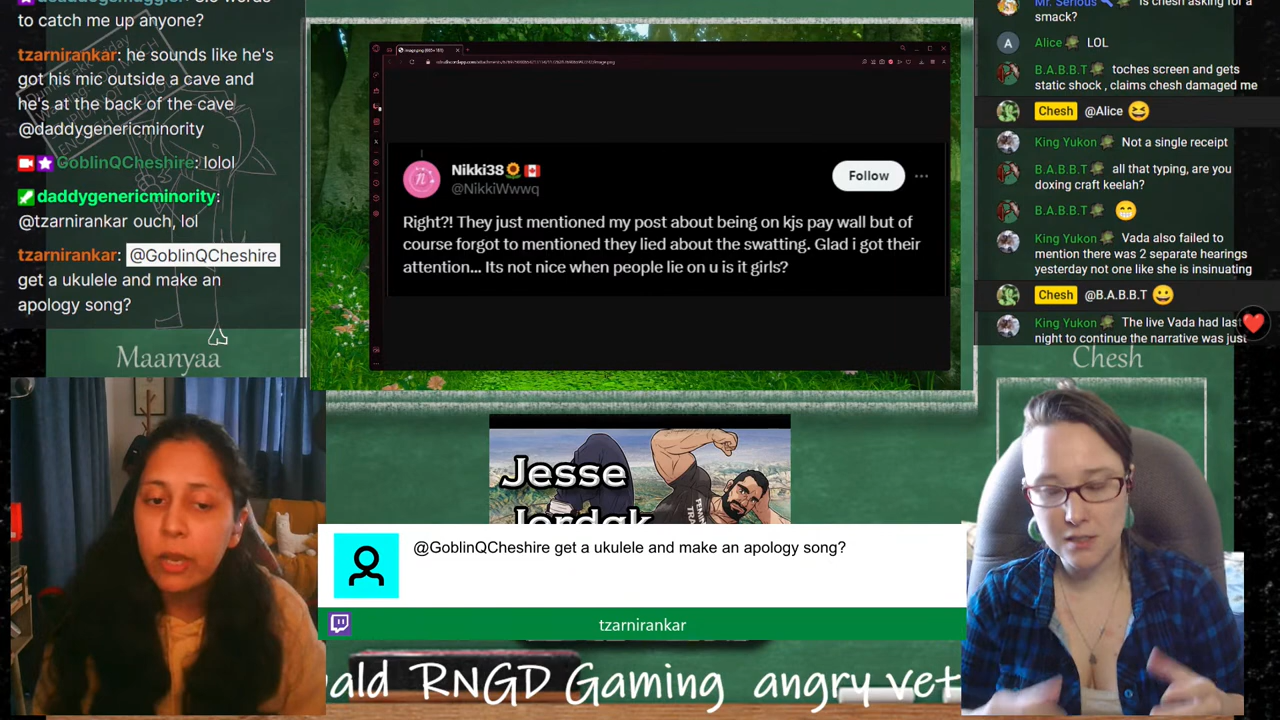 to catch me up anyone?
tzarnirankar: he sounds like he's
got his mic outside a cave and
he's at the back of the cave
@daddygenericminority
GoblinQCheshire: lolol
daddygenericminority:
@tzarnirankar ouch, lol
tzarnirankar: @GoblinQCheshire
get a ukulele and make an
apology song?
Nikki38
@NikkiWwwq
Follow
Right?! They just mentioned my post about being on kjs pay wall but of
course forgot to mentioned they lied about the swatting. Glad i got their
attention... Its not nice when people lie on u is it girls?
Mr. Serious is chesh asking for a
smack?
A Alice LOL
B.A.B.B.T toches screen and gets
static shock , claims chesh damaged me
Chesh @Alice
King Yukon Not a single receipt
B.A.B.B.T all that typing, are you
doxing craft keelah?
B.A.B.B.T
King Yukon Vada also failed to
mention there was 2 separate hearings
yesterday not one like she is insinuating
Chesh @B.A.B.B.T
King Yukon The live Vada had last
night to continue the narrative was just
Maanyaa
Chesh
Jesse
Jordak
@GoblinQCheshire get a ukulele and make an apology song?
tzarnirankar
ald RNGD Gaming angry vet